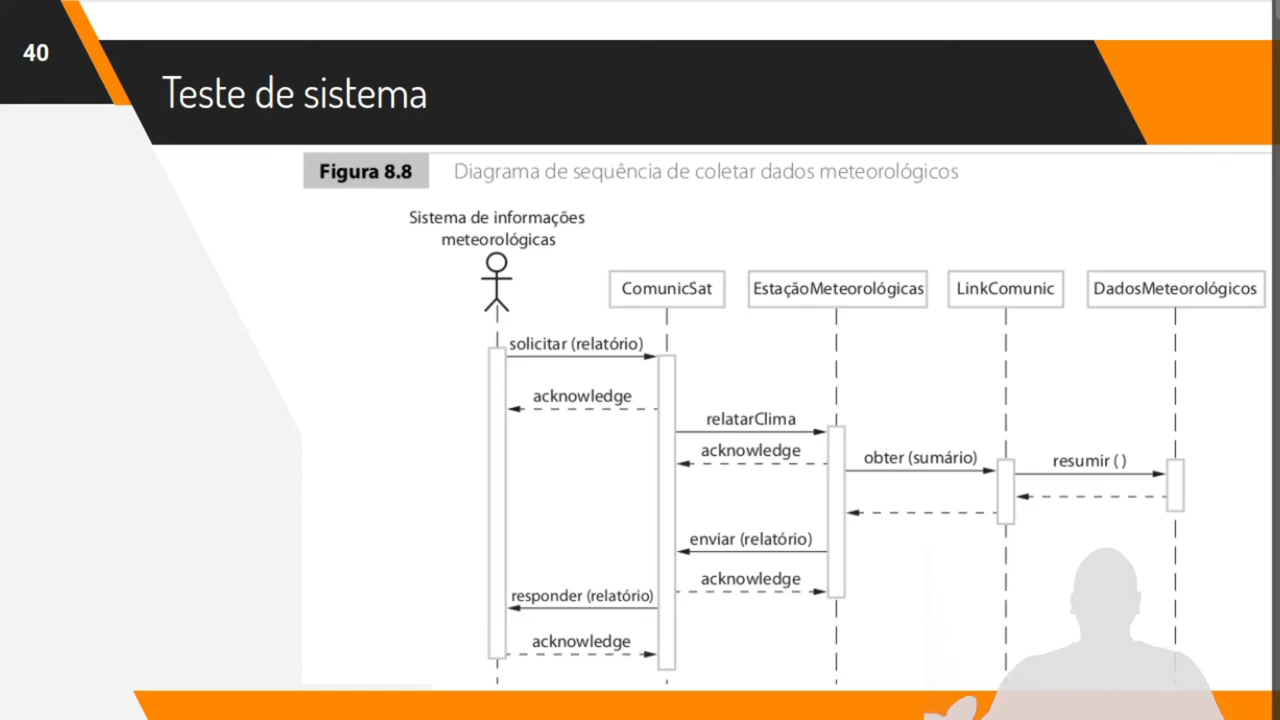 40
Teste de sistema
Figura 8.8 Diagrama de sequência de coletar dados meteorológicos
Sistema de informações
meteorológicas
ComunicSat EstaçãoMeteorológicas LinkComunic DadosMeteorológicos
solicitar (relatório)
acknowledge
relatarClima
acknowledge
obter (sumário)
resumir ( )
enviar (relatório)
acknowledge
responder (relatório)
acknowledge